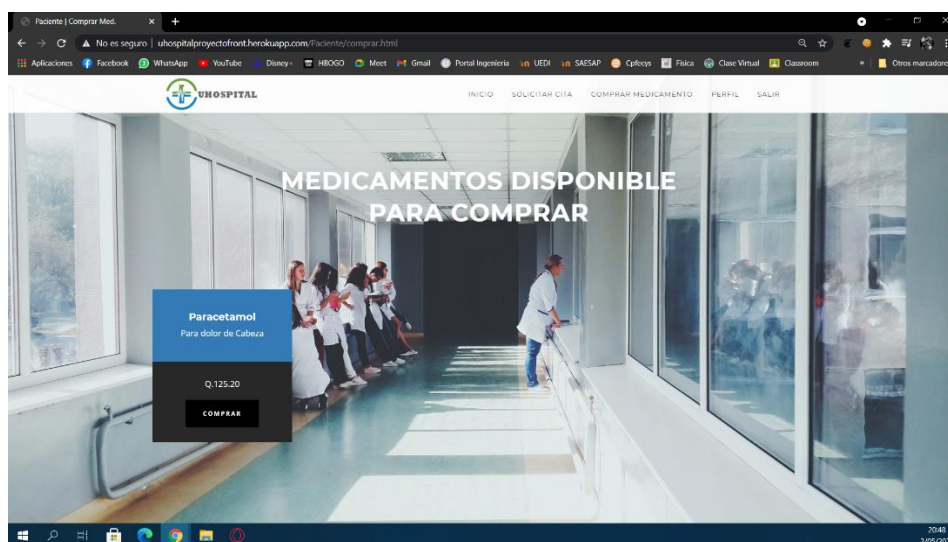 Paciente | Comprar Med.
No es seguro | uhospitalproyectofront.herokuapp.com/Paciente/comprar.html
Aplicaciones Facebook WhatsApp YouTube Disney+ HBOGO Meet Gmail Portal Ingenieria UEDI SAESAP Cpfecys Fisica Clase Virtual Classroom » Otros marcadore
UHOSPITAL INICIO SOLICITAR CITA COMPRAR MEDICAMENTO PERFIL SALIR
MEDICAMENTOS DISPONIBLE
PARA COMPRAR
Paracetamol
Para dolor de Cabeza
Q.125.20
COMPRAR
20:48